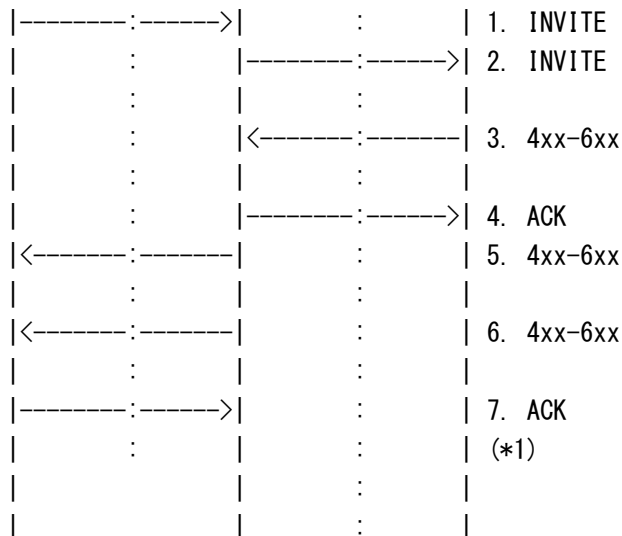 |--------:------>|        :       | 1. INVITE
|        :       |--------:------>| 2. INVITE
|        :       |        :       |
|        :       |<-------:-------| 3. 4xx-6xx
|        :       |        :       |
|        :       |--------:------>| 4. ACK
|<-------:-------|        :       | 5. 4xx-6xx
|        :       |        :       |
|<-------:-------|        :       | 6. 4xx-6xx
|        :       |        :       |
|--------:------>|        :       | 7. ACK
|        :       |        :       | (*1)
|                |        :       |
|                |        :       |